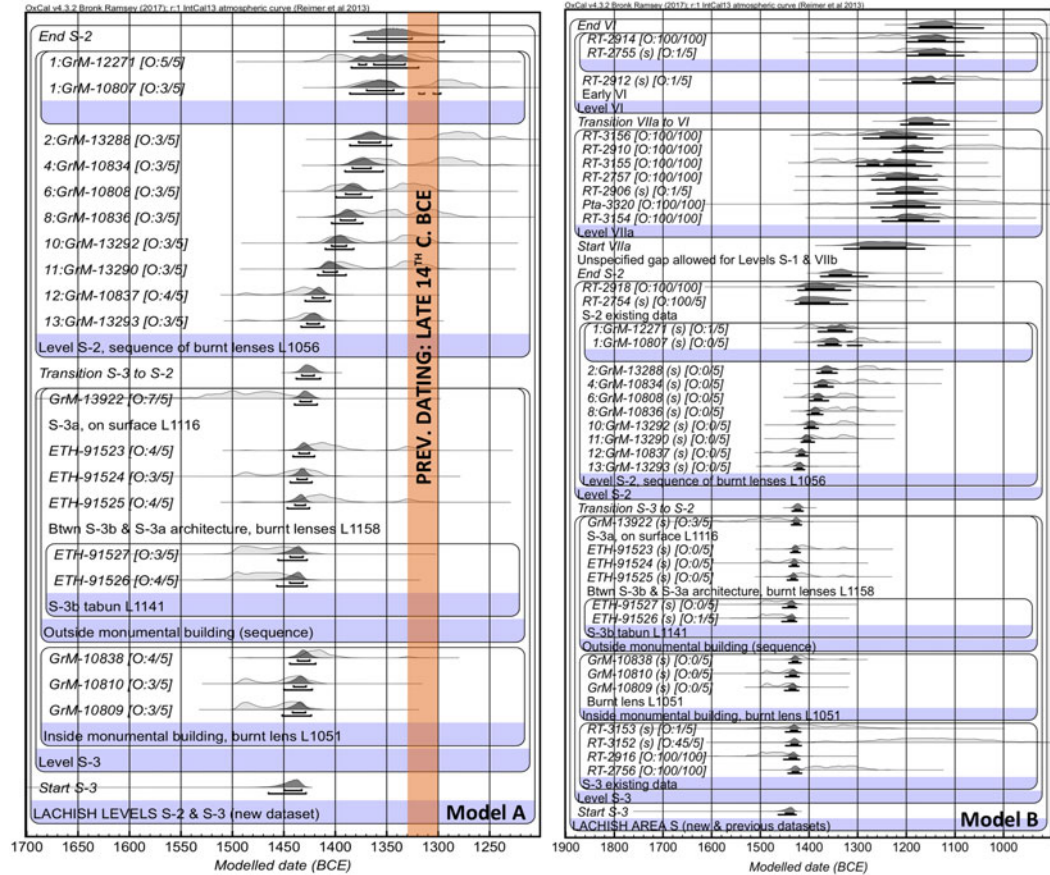 OxCal v4.3.2 Bronk Ramsey (2017); r:1 IntCal13 atmospheric curve (Reimer et al 2013)
End S-2
1:GrM-12271 [O:5/5]
1:GrM-10807 [O:3/5]
2:GrM-13288 [O:3/5]
4:GrM-10834 [O:3/5]
6:GrM-10808 [O:3/5]
8:GrM-10836 [O:3/5]
10:GrM-13292 [O:3/5]
11:GrM-13290 [O:3/5]
12:GrM-10837 [O:4/5]
13:GrM-13293 [O:3/5]
Level S-2, sequence of burnt lenses L1056
Transition S-3 to S-2
GrM-13922 [O:7/5]
S-3a, on surface L1116
ETH-91523 [O:4/5]
ETH-91524 [O:3/5]
ETH-91525 [O:4/5]
Btwn S-3b & S-3a architecture, burnt lenses L1158
ETH-91527 [O:3/5]
ETH-91526 [O:4/5]
S-3b tabun L1141
Outside monumental building (sequence)
GrM-10838 [O:4/5]
GrM-10810 [O:3/5]
GrM-10809 [O:3/5]
Inside monumental building, burnt lens L1051
Level S-3
Start S-3
LACHISH LEVELS S-2 & S-3 (new dataset)
Model A
PREV. DATING: LATE 14TH C. BCE
1700 1650 1600 1550 1500 1450 1400 1350 1300 1250
Modelled date (BCE)
OxCal v4.3.2 Bronk Ramsey (2017); r:1 IntCal13 atmospheric curve (Reimer et al 2013)
End VI
RT-2914 [O:100/100]
RT-2755 (s) [O:1/5]
RT-2912 (s) [O:1/5]
Early VI
Level VI
Transition VIIa to VI
RT-3156 [O:100/100]
RT-2910 [O:100/100]
RT-3155 [O:100/100]
RT-2757 [O:100/100]
RT-2906 (s) [O:1/5]
Pta-3320 [O:100/100]
RT-3154 [O:100/100]
Level VIIa
Start VIIa
Unspecified gap allowed for Levels S-1 & VIIb
End S-2
RT-2918 [O:100/100]
RT-2754 (s) [O:100/5]
S-2 existing data
1:GrM-12271 (s) [O:1/5]
1:GrM-10807 (s) [O:0/5]
2:GrM-13288 (s) [O:0/5]
4:GrM-10834 (s) [O:0/5]
6:GrM-10808 (s) [O:0/5]
8:GrM-10836 (s) [O:0/5]
10:GrM-13292 (s) [O:0/5]
11:GrM-13290 (s) [O:0/5]
12:GrM-10837 (s) [O:0/5]
13:GrM-13293 (s) [O:0/5]
Level S-2, sequence of burnt lenses L1056
Level S-2
Transition S-3 to S-2
GrM-13922 (s) [O:3/5]
S-3a, on surface L1116
ETH-91523 (s) [O:0/5]
ETH-91524 (s) [O:0/5]
ETH-91525 (s) [O:0/5]
Btwn S-3b & S-3a architecture, burnt lenses L1158
ETH-91527 (s) [O:0/5]
ETH-91526 (s) [O:1/5]
S-3b tabun L1141
Outside monumental building (sequence)
GrM-10838 (s) [O:0/5]
GrM-10810 (s) [O:0/5]
GrM-10809 (s) [O:0/5]
Burnt lens L1051
Inside monumental building, burnt lens L1051
RT-3153 (s) [O:1/5]
RT-3152 (s) [O:45/5]
RT-2916 [O:100/100]
RT-2756 [O:100/100]
S-3 existing data
Level S-3
Start S-3
LACHISH AREA S (new & previous datasets)
Model B
1900 1800 1700 1600 1500 1400 1300 1200 1100 1000
Modelled date (BCE)